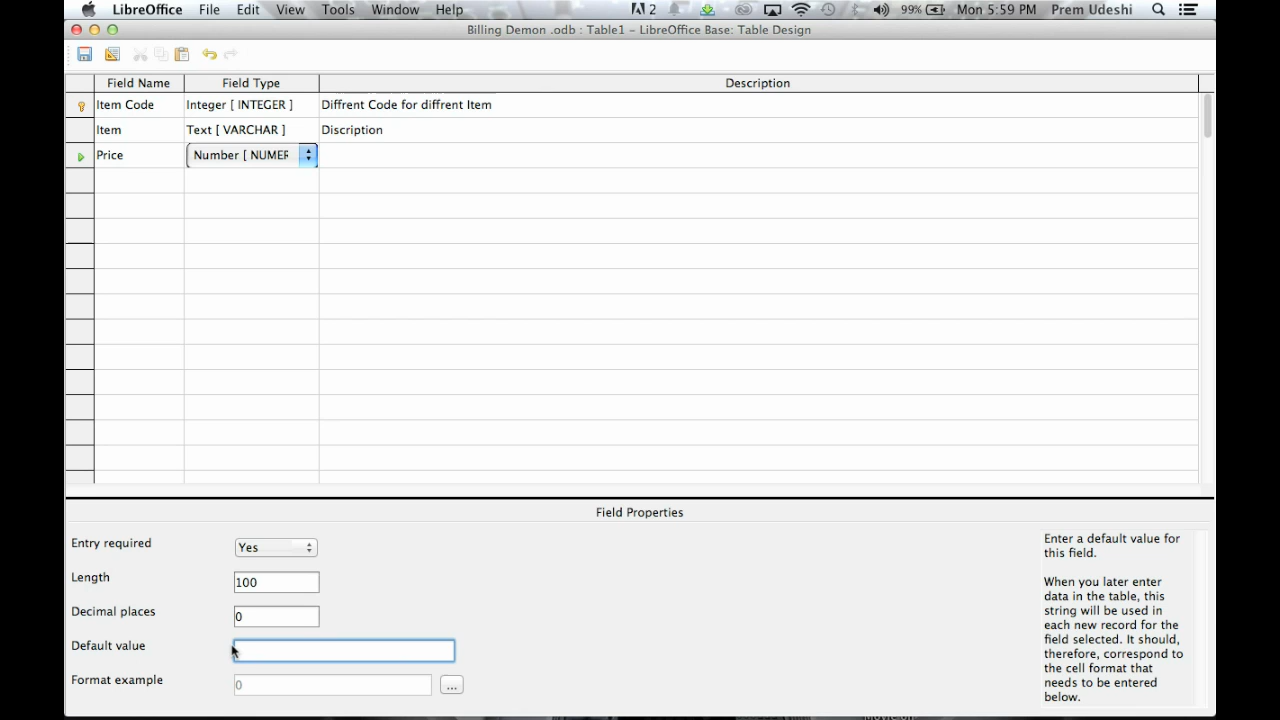 LibreOffice File Edit View Tools Window Help 2 99% Mon 5:59 PM Prem Udeshi
Billing Demon .odb : Table1 – LibreOffice Base: Table Design
Field Name Field Type Description
Item Code Integer [ INTEGER ] Diffrent Code for diffrent Item
Item Text [ VARCHAR ] Discription
Price Number [ NUMER
Field Properties
Entry required Yes
Length 100
Decimal places 0
Default value
Format example 0 ...
Enter a default value for
this field.
When you later enter
data in the table, this
string will be used in
each new record for the
field selected. It should,
therefore, correspond to
the cell format that
needs to be entered
below.